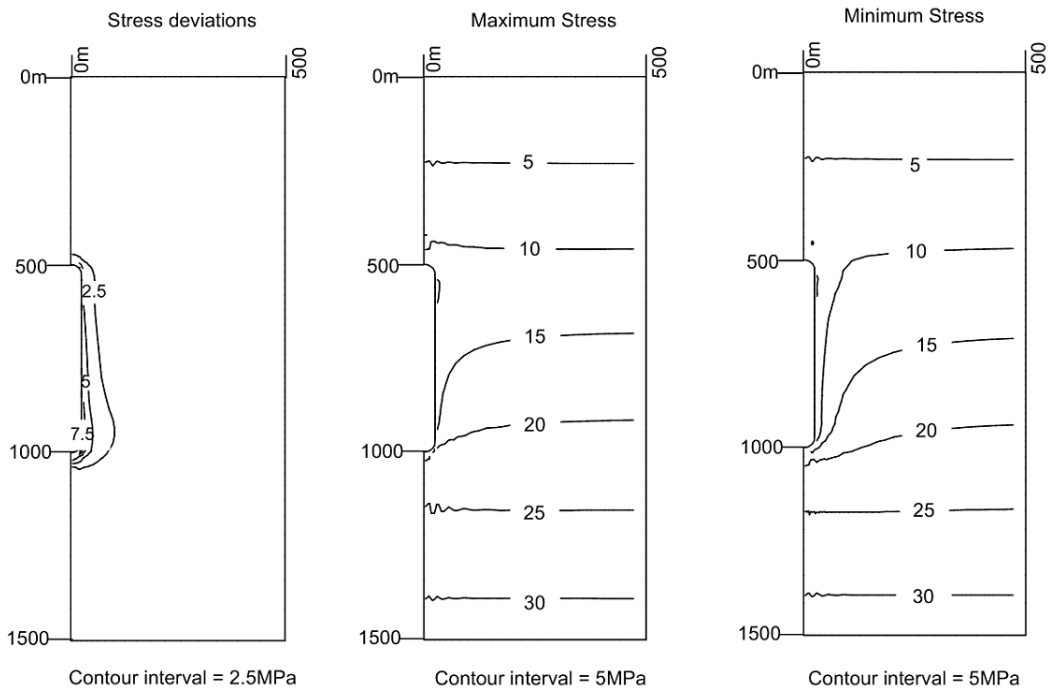 Stress deviations
0m
500
0m
500
2.5
5
7.5
1000
1500
Contour interval = 2.5MPa
Maximum Stress
0m
500
0m
5
10
500
15
20
1000
25
30
1500
Contour interval = 5MPa
Minimum Stress
0m
500
0m
5
10
500
15
20
1000
25
30
1500
Contour interval = 5MPa